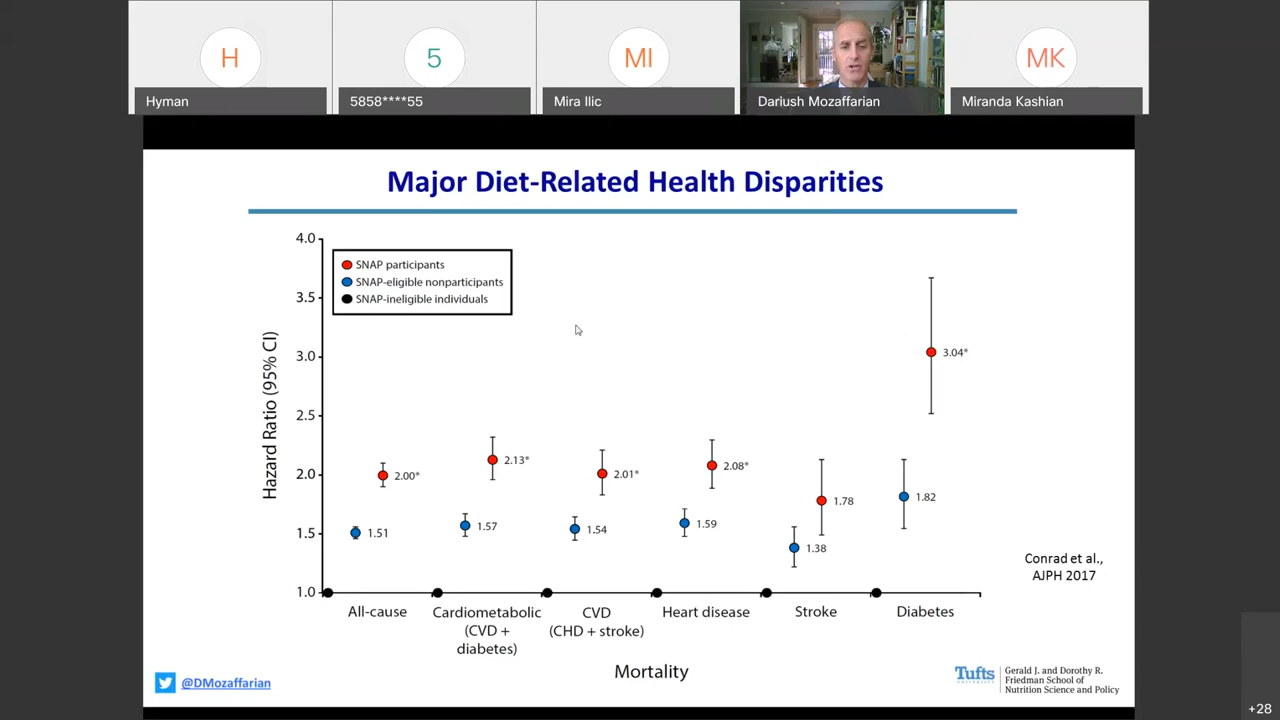 H
5
MI
MK
Hyman
5858****55
Mira Ilic
Dariush Mozaffarian
Miranda Kashian
Major Diet-Related Health Disparities
4.0
3.5
3.0
2.5
2.0
1.5
1.0
Hazard Ratio (95% CI)
SNAP participants
SNAP-eligible nonparticipants
SNAP-ineligible individuals
2.00*
1.51
2.13*
1.57
2.01*
1.54
2.08*
1.59
1.78
1.38
3.04*
1.82
All-cause
Cardiometabolic
(CVD +
diabetes)
CVD
(CHD + stroke)
Heart disease
Stroke
Diabetes
Mortality
Conrad et al.,
AJPH 2017
@DMozaffarian
Tufts
UNIVERSITY
Gerald J. and Dorothy R.
Friedman School of
Nutrition Science and Policy
+28